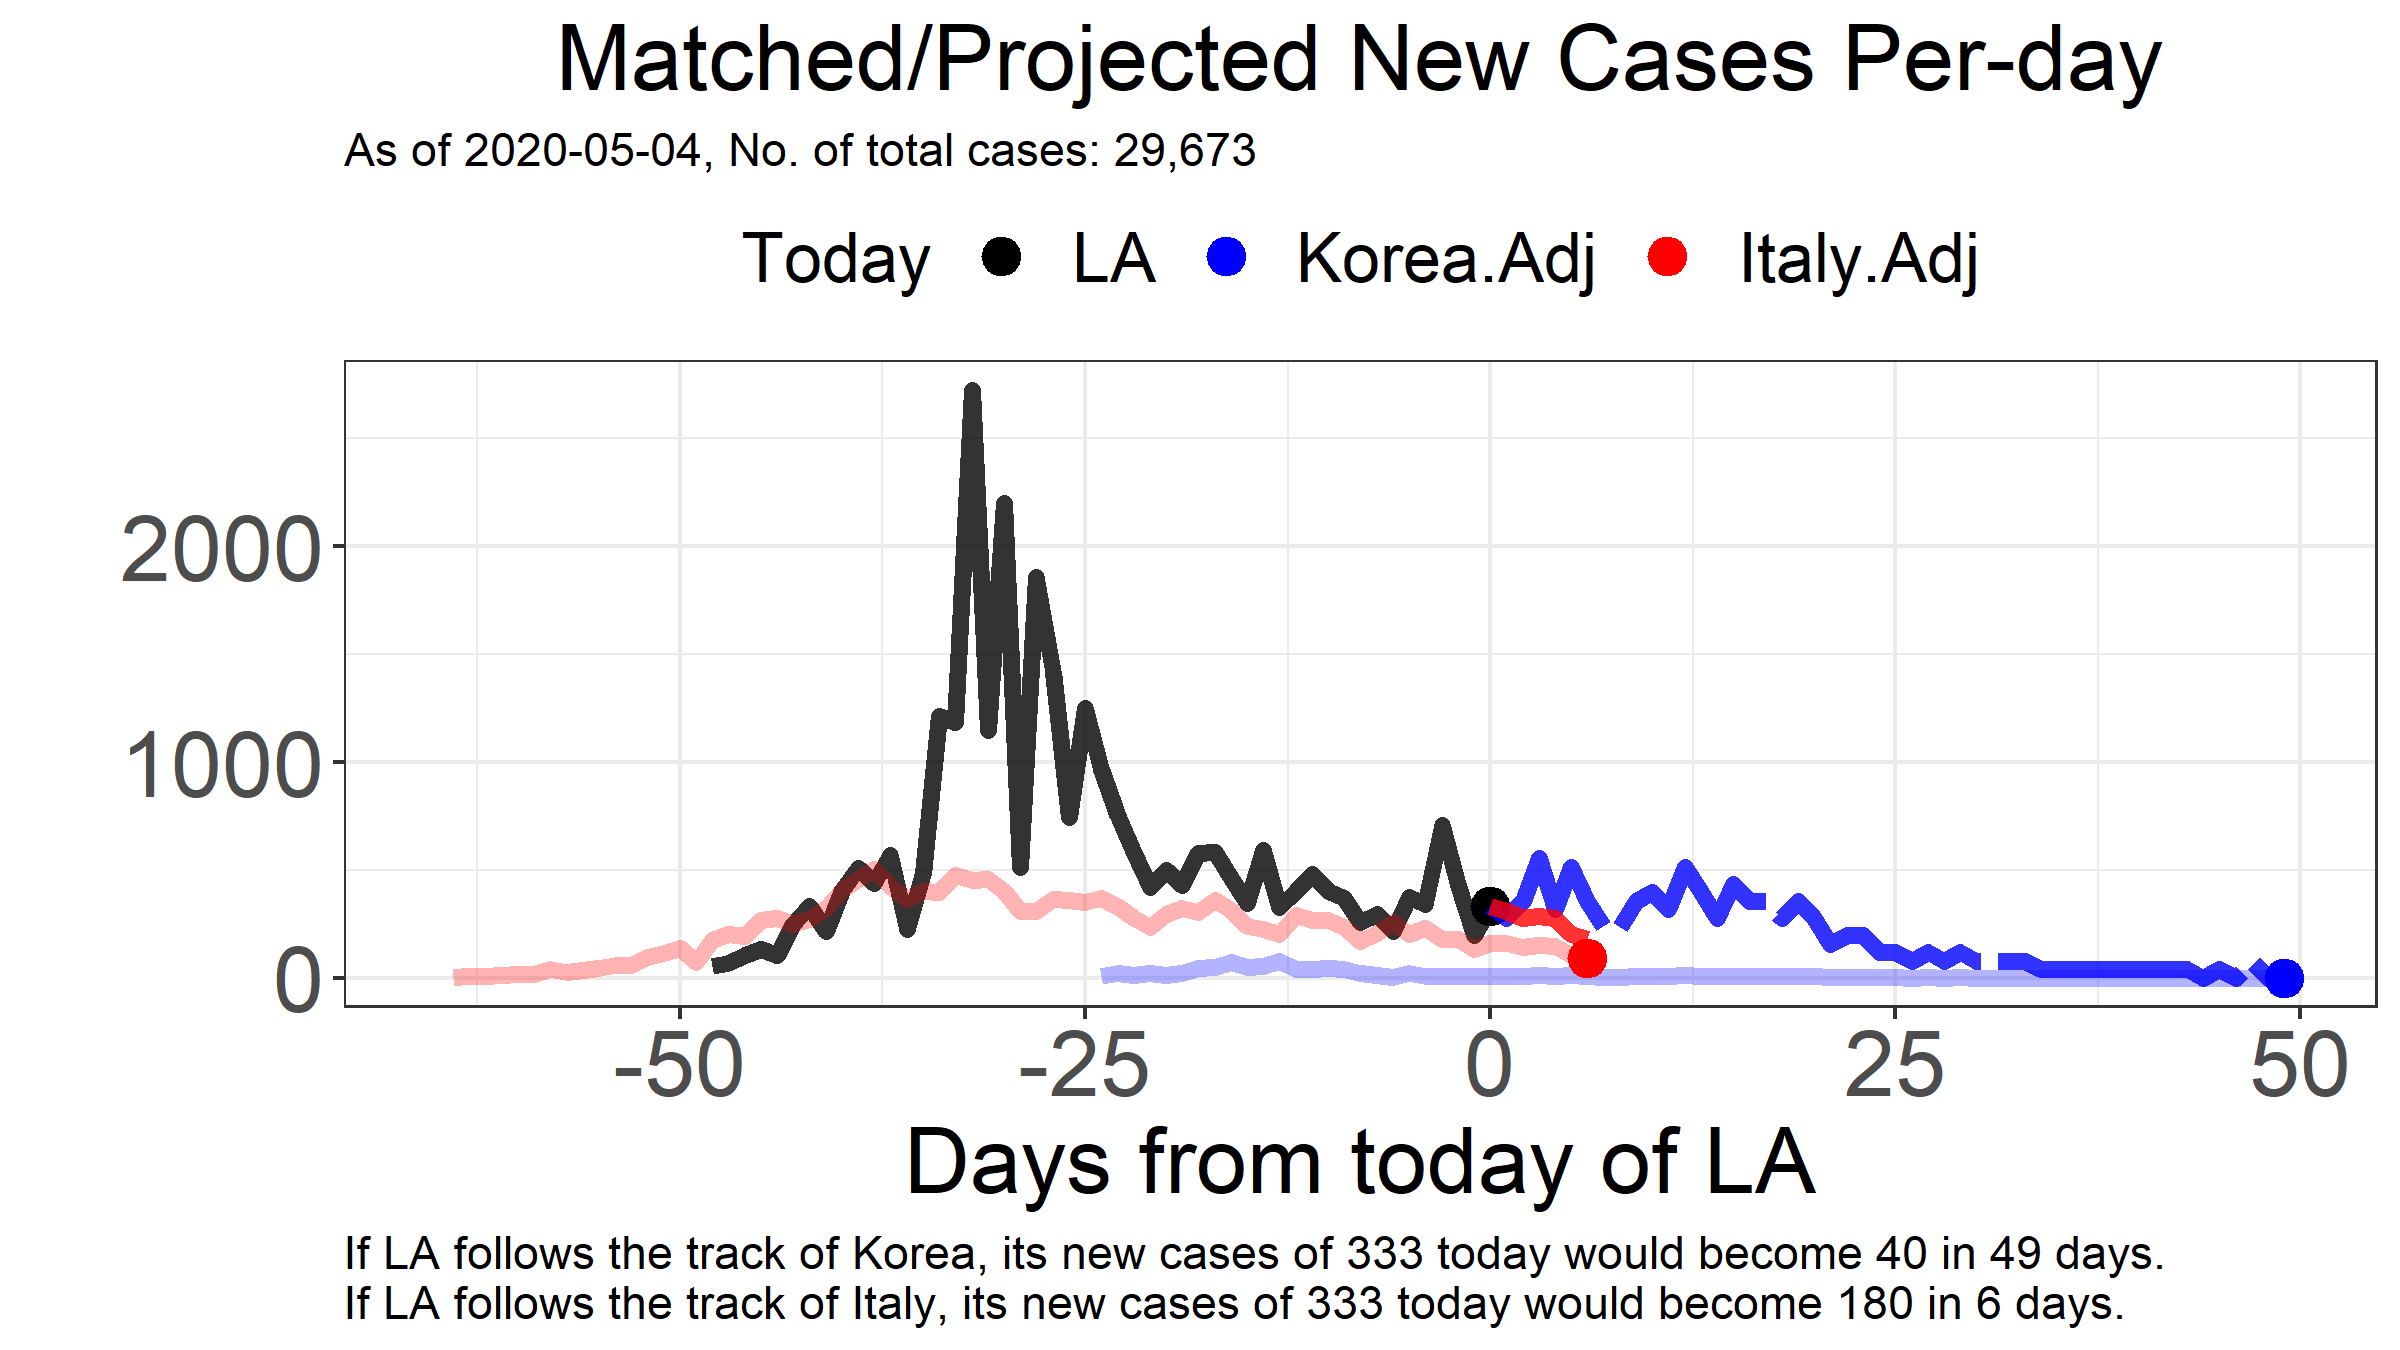 Matched/Projected New Cases Per-day
As of 2020-05-04, No. of total cases: 29,673
Today LA Korea.Adj Italy.Adj
2000
1000
0
-50 -25 0 25 50
Days from today of LA
If LA follows the track of Korea, its new cases of 333 today would become 40 in 49 days.
If LA follows the track of Italy, its new cases of 333 today would become 180 in 6 days.